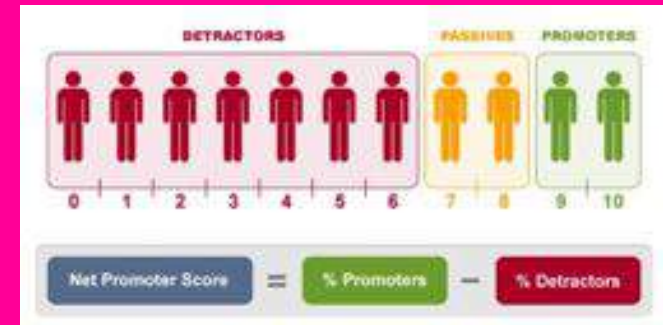 DETRACTORS PASSIVES PROMOTERS
0 1 2 3 4 5 6 7 8 9 10
Net Promoter Score = % Promoters − % Detractors